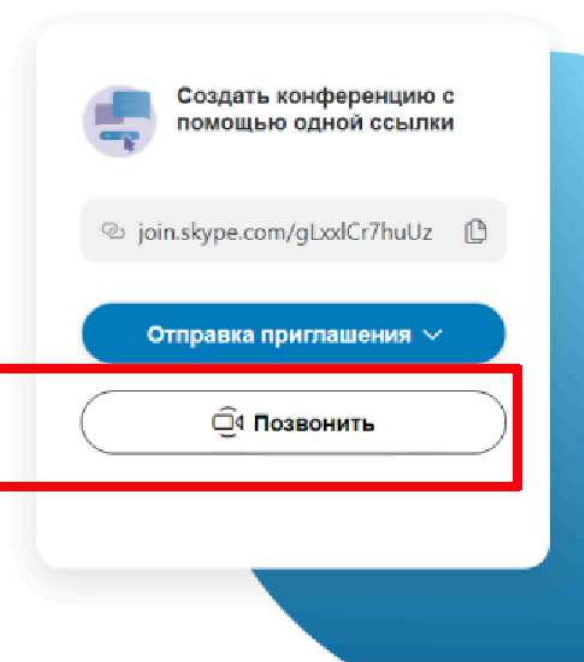 Создать конференцию с
помощью одной ссылки
join.skype.com/gLxxlCr7huUz
Отправка приглашения
Позвонить